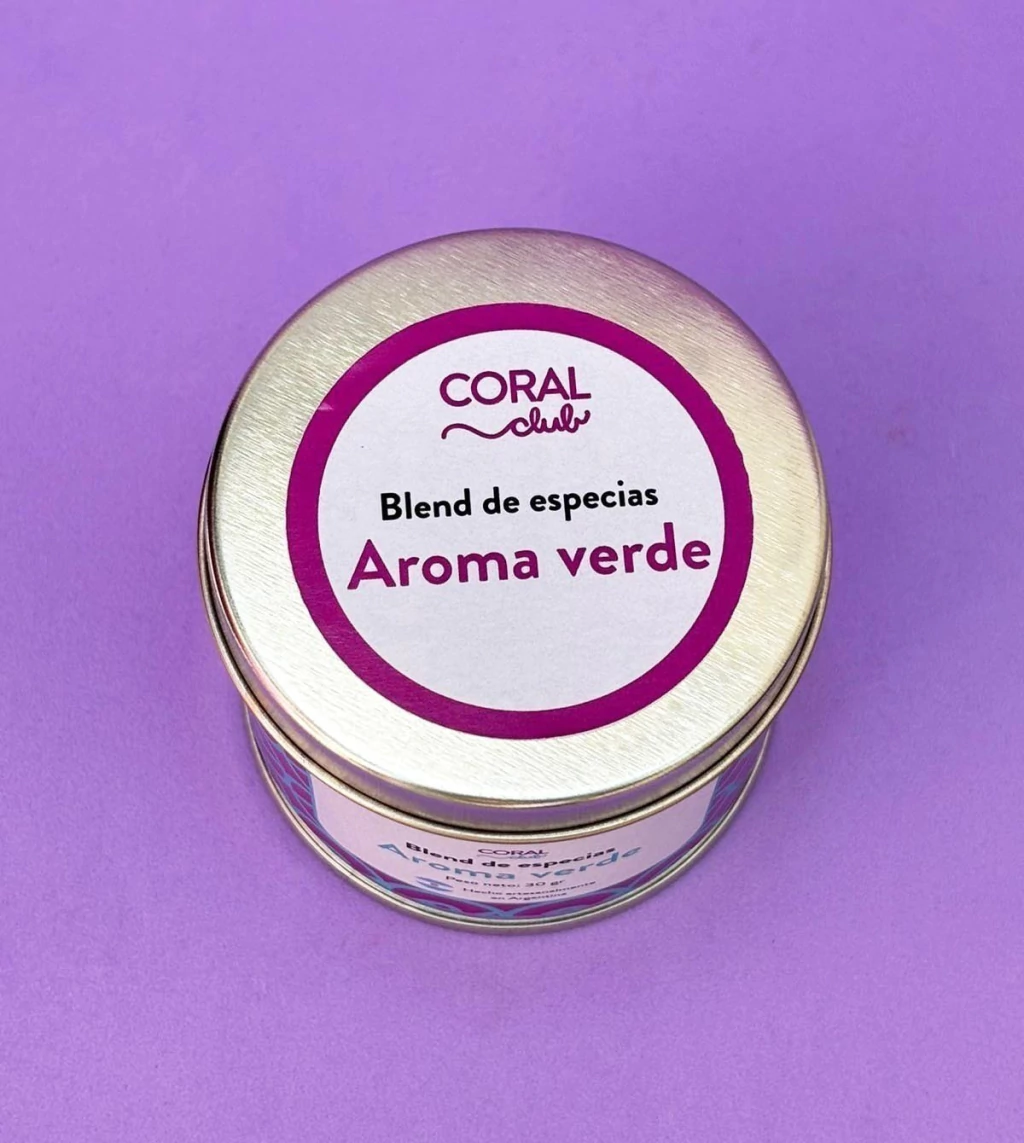 CORAL
club
Blend de especias
Aroma verde
CORAL
club
Blend de especias
Aroma verde
Peso neto: 30 gr
Hecho artesanalmente
en Argentina